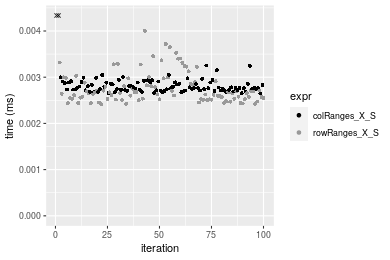 0.004
0.003
0.002
0.001
0.000
time (ms)
0
25
50
75
100
iteration
expr
colRanges_X_S
rowRanges_X_S